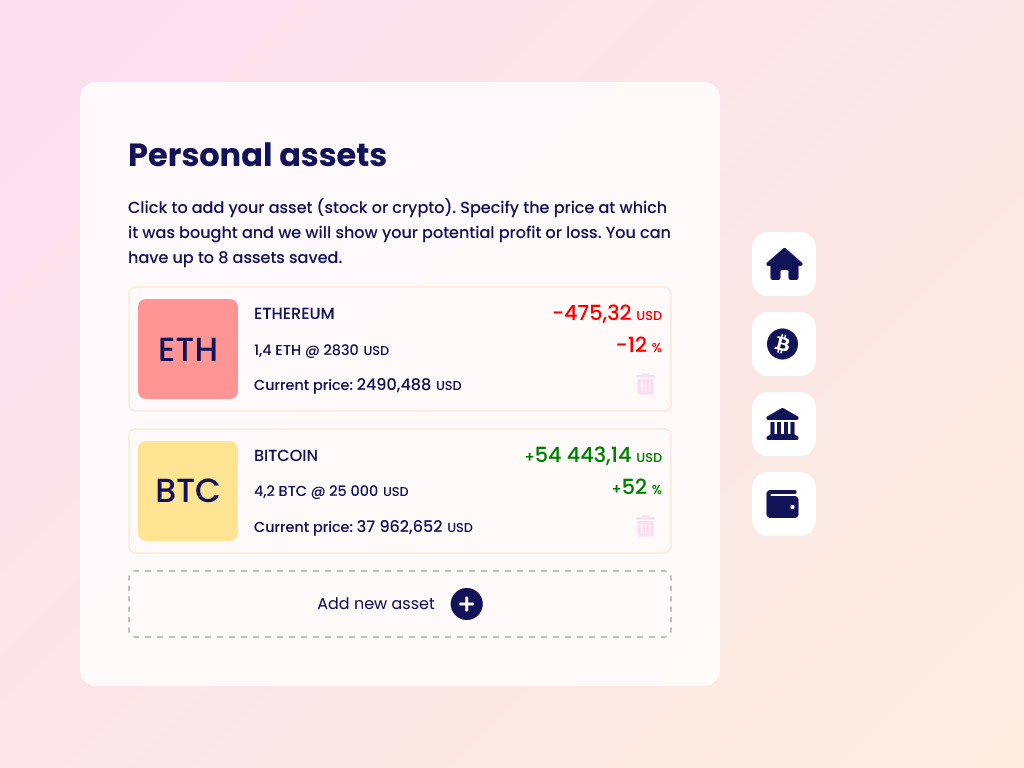 Personal assets
Click to add your asset (stock or crypto). Specify the price at which
it was bought and we will show your potential profit or loss. You can
have up to 8 assets saved.
ETH
ETHEREUM
-475,32 USD
1,4 ETH @ 2830 USD
-12 %
Current price: 2490,488 USD
BTC
BITCOIN
+54 443,14 USD
4,2 BTC @ 25 000 USD
+52 %
Current price: 37 962,652 USD
Add new asset